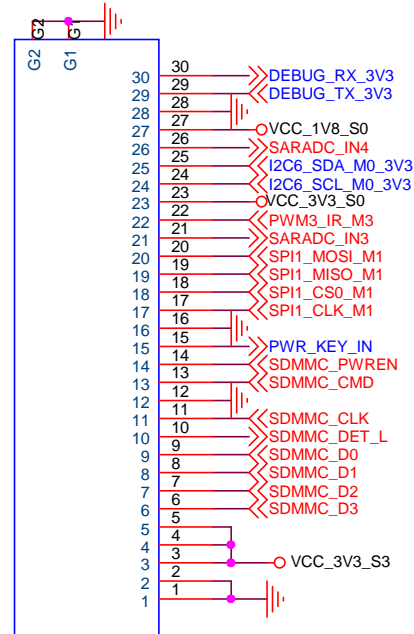 G2 G1
G2 G1
30 30 DEBUG_RX_3V3
29 29 DEBUG_TX_3V3
28 28
27 27 VCC_1V8_S0
26 26 SARADC_IN4
25 25 I2C6_SDA_M0_3V3
24 24 I2C6_SCL_M0_3V3
23 23 VCC_3V3_S0
22 22 PWM3_IR_M3
21 21 SARADC_IN3
20 20 SPI1_MOSI_M1
19 19 SPI1_MISO_M1
18 18 SPI1_CS0_M1
17 17 SPI1_CLK_M1
16 16
15 15 PWR_KEY_IN
14 14 SDMMC_PWREN
13 13 SDMMC_CMD
12 12
11 11 SDMMC_CLK
10 10 SDMMC_DET_L
9 9 SDMMC_D0
8 8 SDMMC_D1
7 7 SDMMC_D2
6 6 SDMMC_D3
5 5
4 4
3 3 VCC_3V3_S3
2 2
1 1